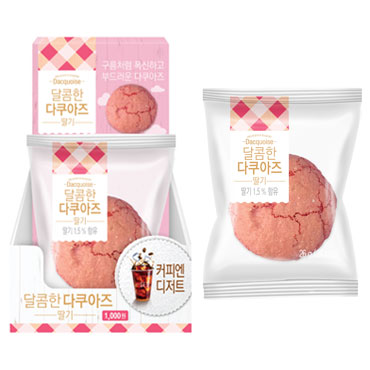 Dacquoise
달콤한
다쿠아즈
딸기
구름처럼 폭신하고
부드러운 다쿠아즈
Dacquoise
달콤한
다쿠아즈
딸기
딸기 1.5% 함유
커피엔
디저트
달콤한 다쿠아즈
딸기
1,000원
Dacquoise
달콤한
다쿠아즈
딸기
딸기 1.5% 함유